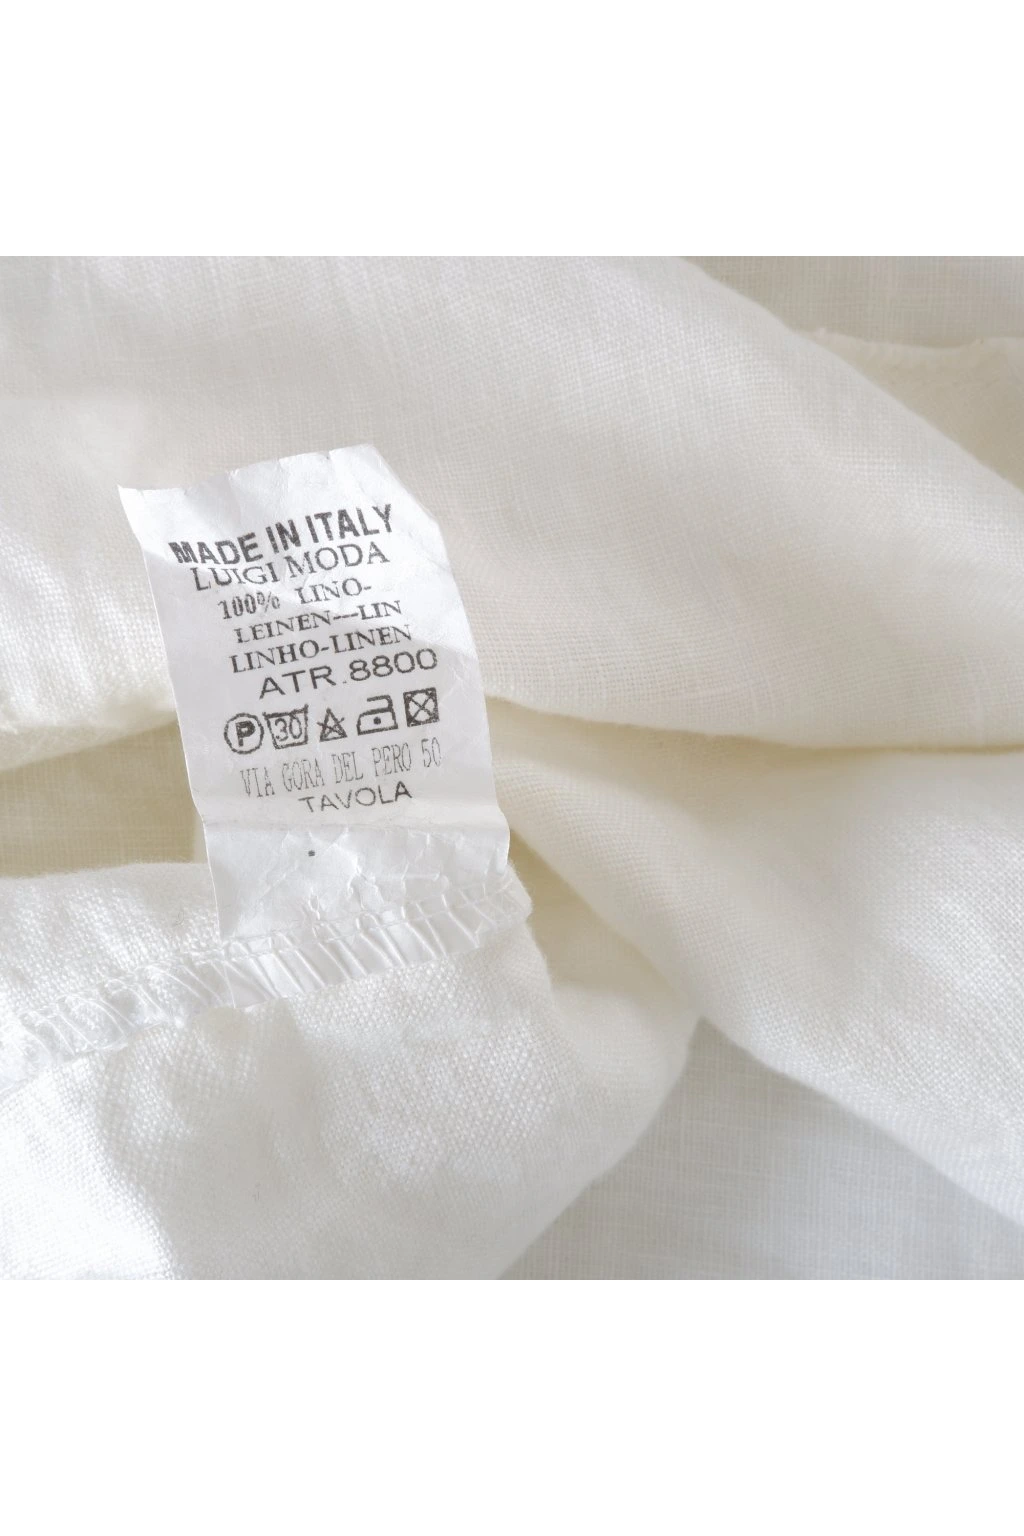 MADE IN ITALY
LUIGI MODA
100% LINO-
LEINEN---LIN
LINHO-LINEN
ATR.8800
P 30
VIA GORA DEL PERO 50
TAVOLA